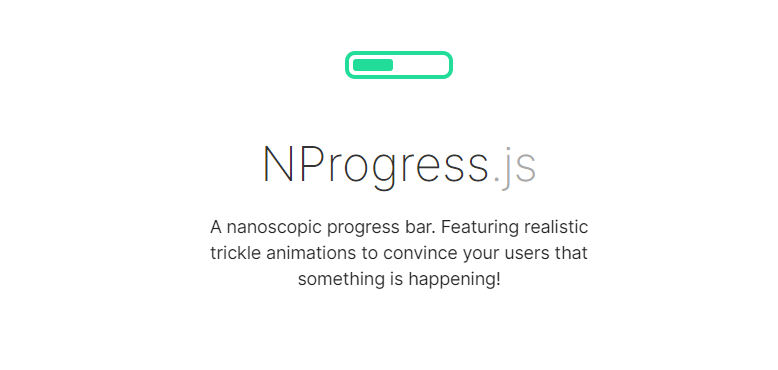 NProgress.js
A nanoscopic progress bar. Featuring realistic
trickle animations to convince your users that
something is happening!